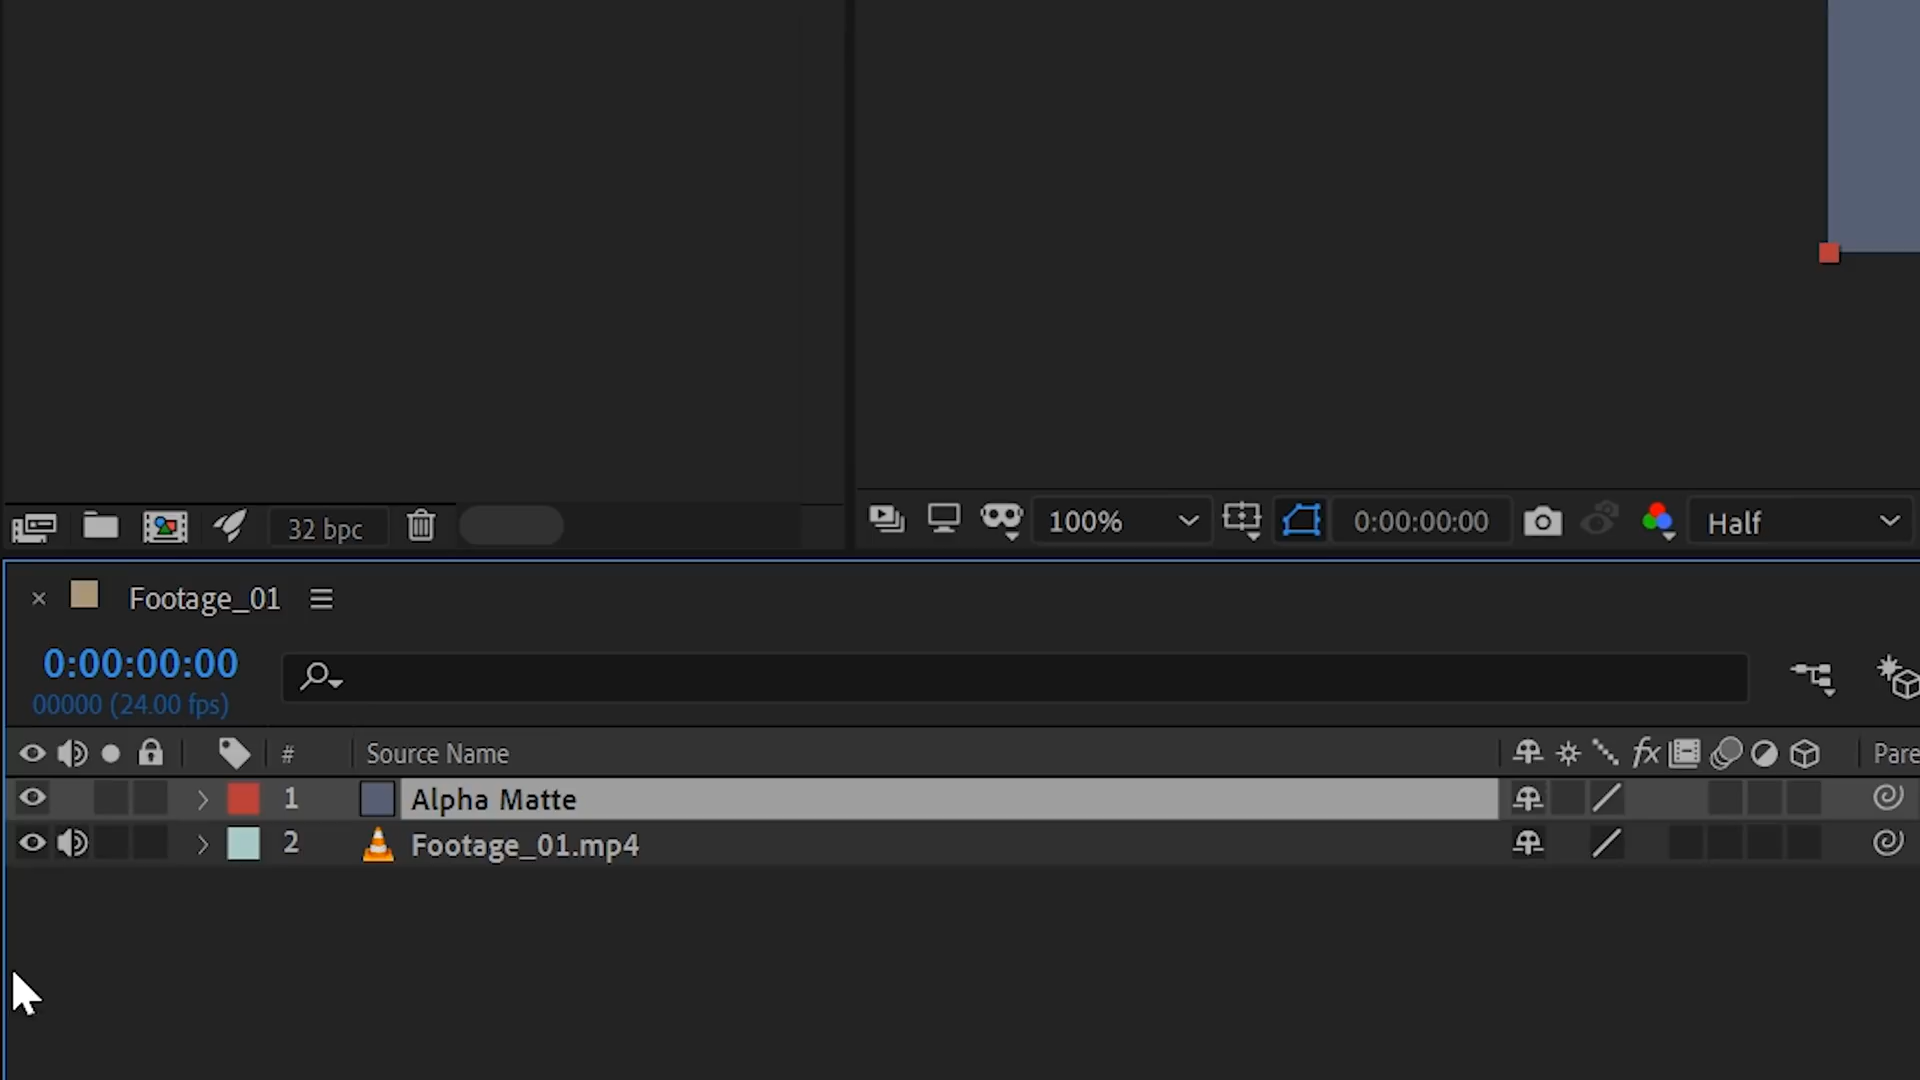 32 bpc
100%
0:00:00:00
Half
× Footage_01
0:00:00:00
00000 (24.00 fps)
# Source Name fx Pare
1 Alpha Matte
2 Footage_01.mp4